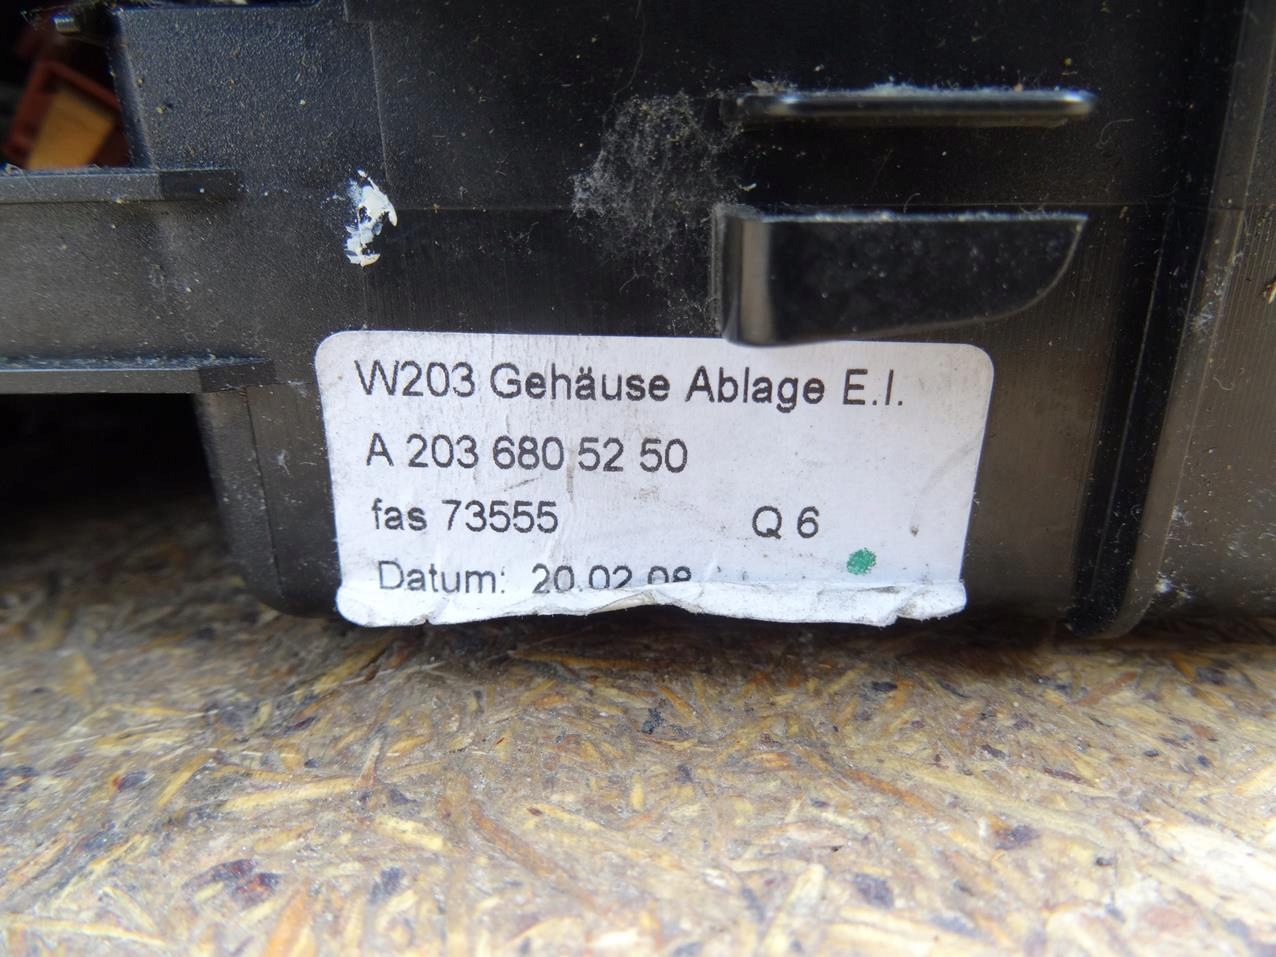 W203 Gehäuse Ablage E.I.
A 203 680 52 50
fas 73555 Q 6
Datum: 20.02.08